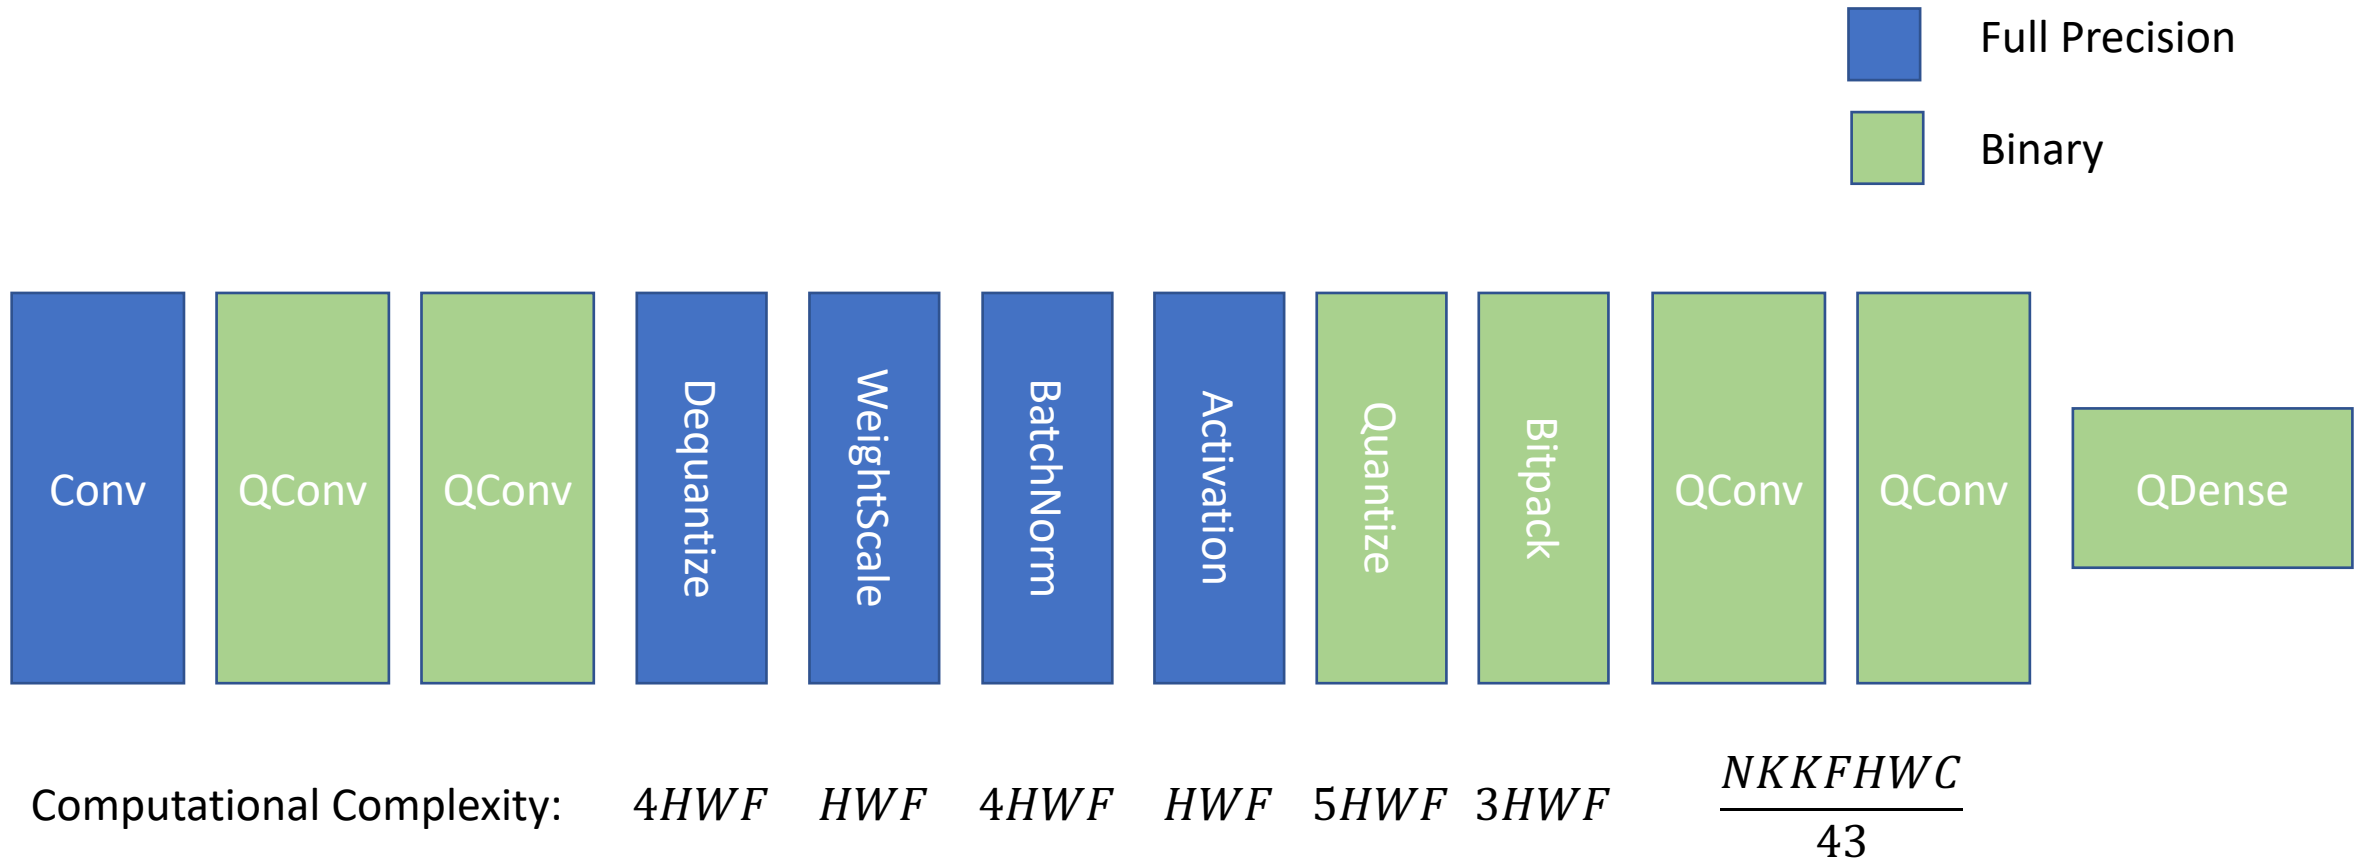 Full Precision
Binary
Conv
QConv
QConv
Dequantize
WeightScale
BatchNorm
Activation
Quantize
Bitpack
QConv
QConv
QDense
Computational Complexity:
4HWF
HWF
4HWF
HWF
5HWF
3HWF
NKKFHWC
43